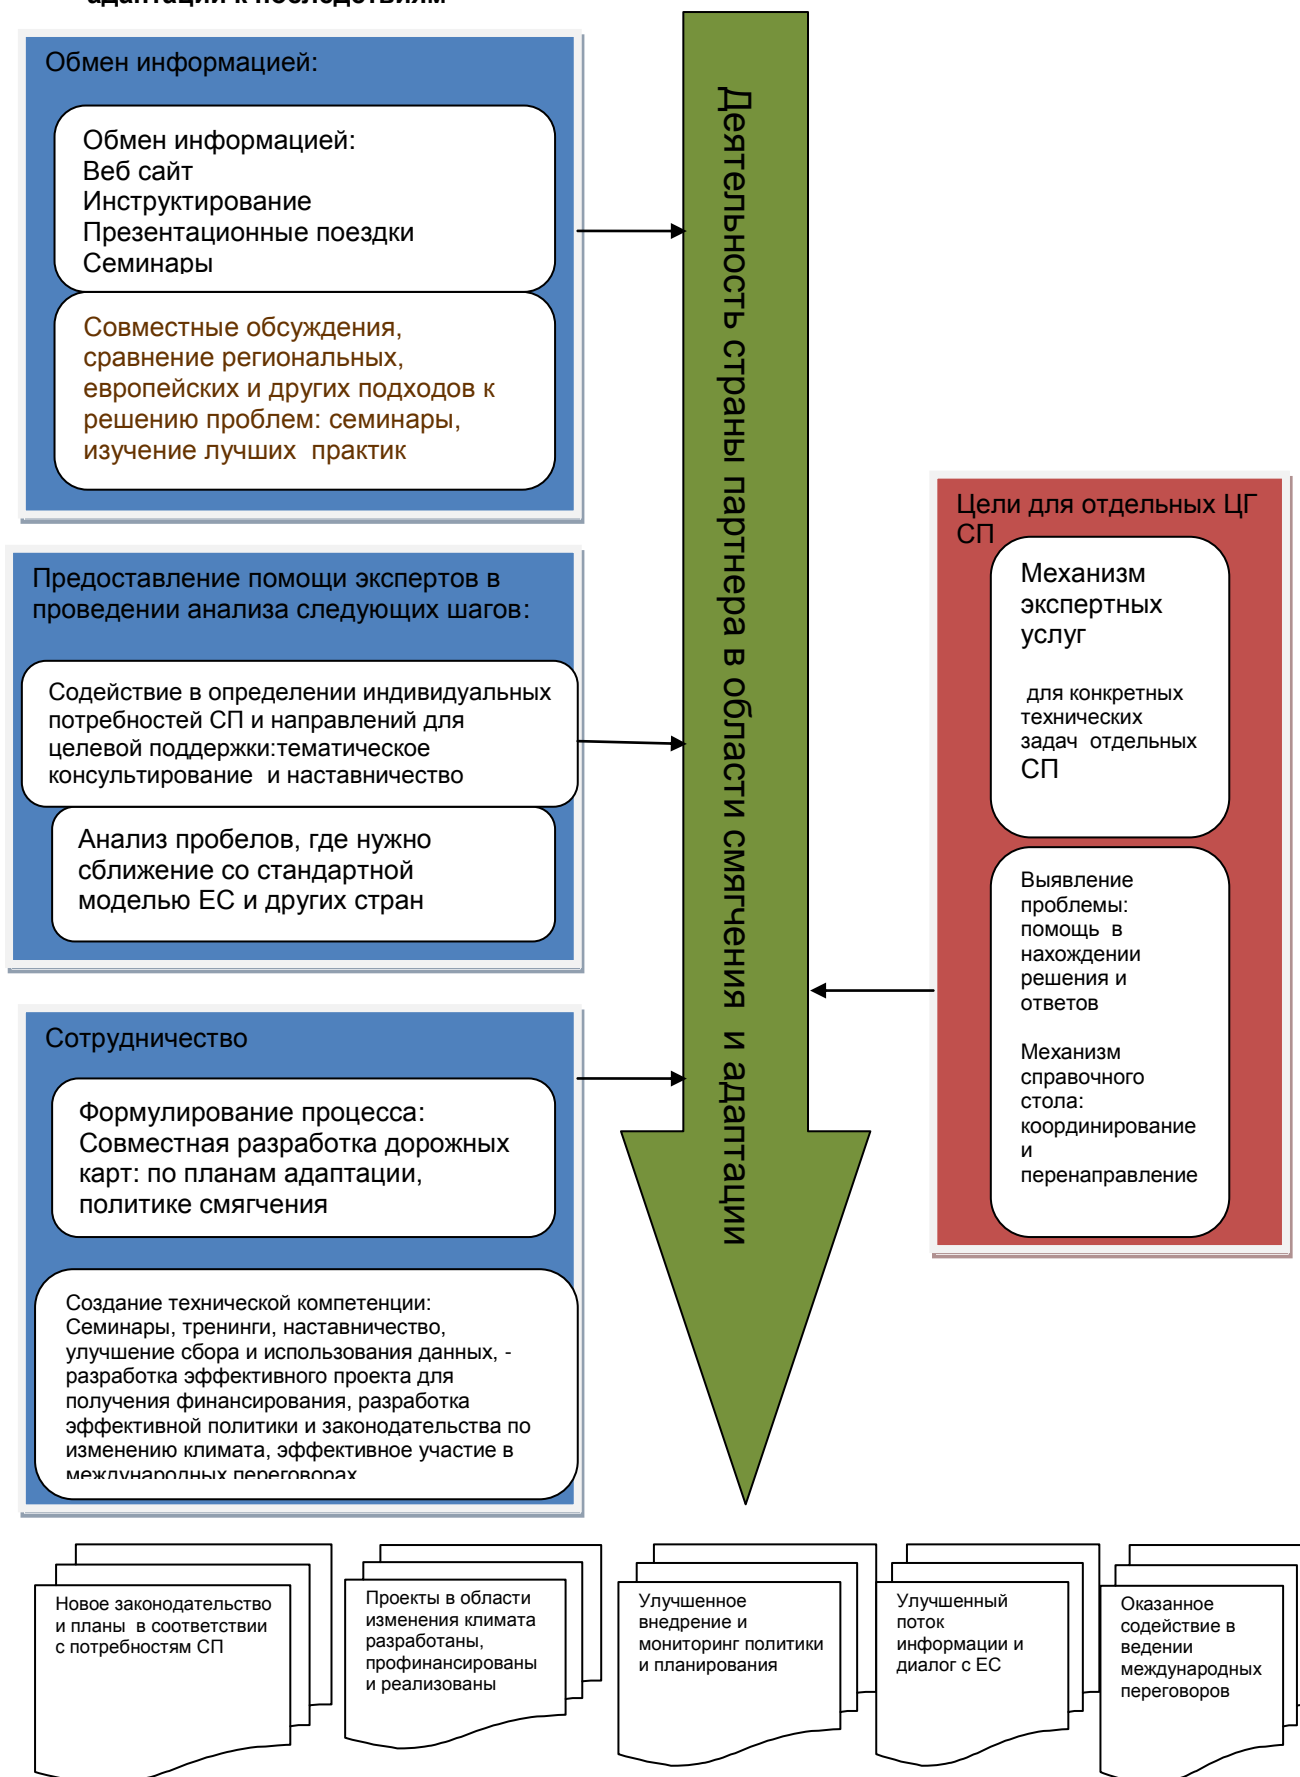 адаптации к последствиям
Обмен информацией:
Обмен информацией:
Веб сайт
Инструктирование
Презентационные поездки
Семинары
Совместные обсуждения,
сравнение региональных,
европейских и других подходов к
решению проблем: семинары,
изучение лучших  практик
Предоставление помощи экспертов в
проведении анализа следующих шагов:
Содействие в определении индивидуальных
потребностей СП и направлений для
целевой поддержки:тематическое
консультирование  и наставничество
Анализ пробелов, где нужно
сближение со стандартной
моделью ЕС и других стран
Сотрудничество
Формулирование процесса:
Совместная разработка дорожных
карт: по планам адаптации,
политике смягчения
Создание технической компетенции:
Семинары, тренинги, наставничество,
улучшение сбора и использования данных, -
разработка эффективного проекта для
получения финансирования, разработка
эффективной политики и законодательства по
изменению климата, эффективное участие в
международных переговорах
Деятельность страны партнера в области смягчения  и адаптации
Цели для отдельных ЦГ
СП
Механизм
экспертных
услуг
для конкретных
технических
задач  отдельных
СП
Выявление
проблемы:
помощь  в
нахождении
решения и
ответов
Механизм
справочного
стола:
координирование
и
перенаправление
Новое законодательство
и планы  в соответствии
с потребностям СП
Проекты в области
изменения климата
разработаны,
профинансированы
и реализованы
Улучшенное
внедрение и
мониторинг политики
и планирования
Улучшенный
поток
информации и
диалог с ЕС
Оказанное
содействие в
ведении
международных
переговоров